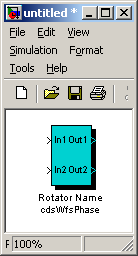 untitled *
File Edit View
Simulation Format
Tools Help
In1 Out1
In2 Out2
Rotator Name
cdsWfsPhase
F 100%